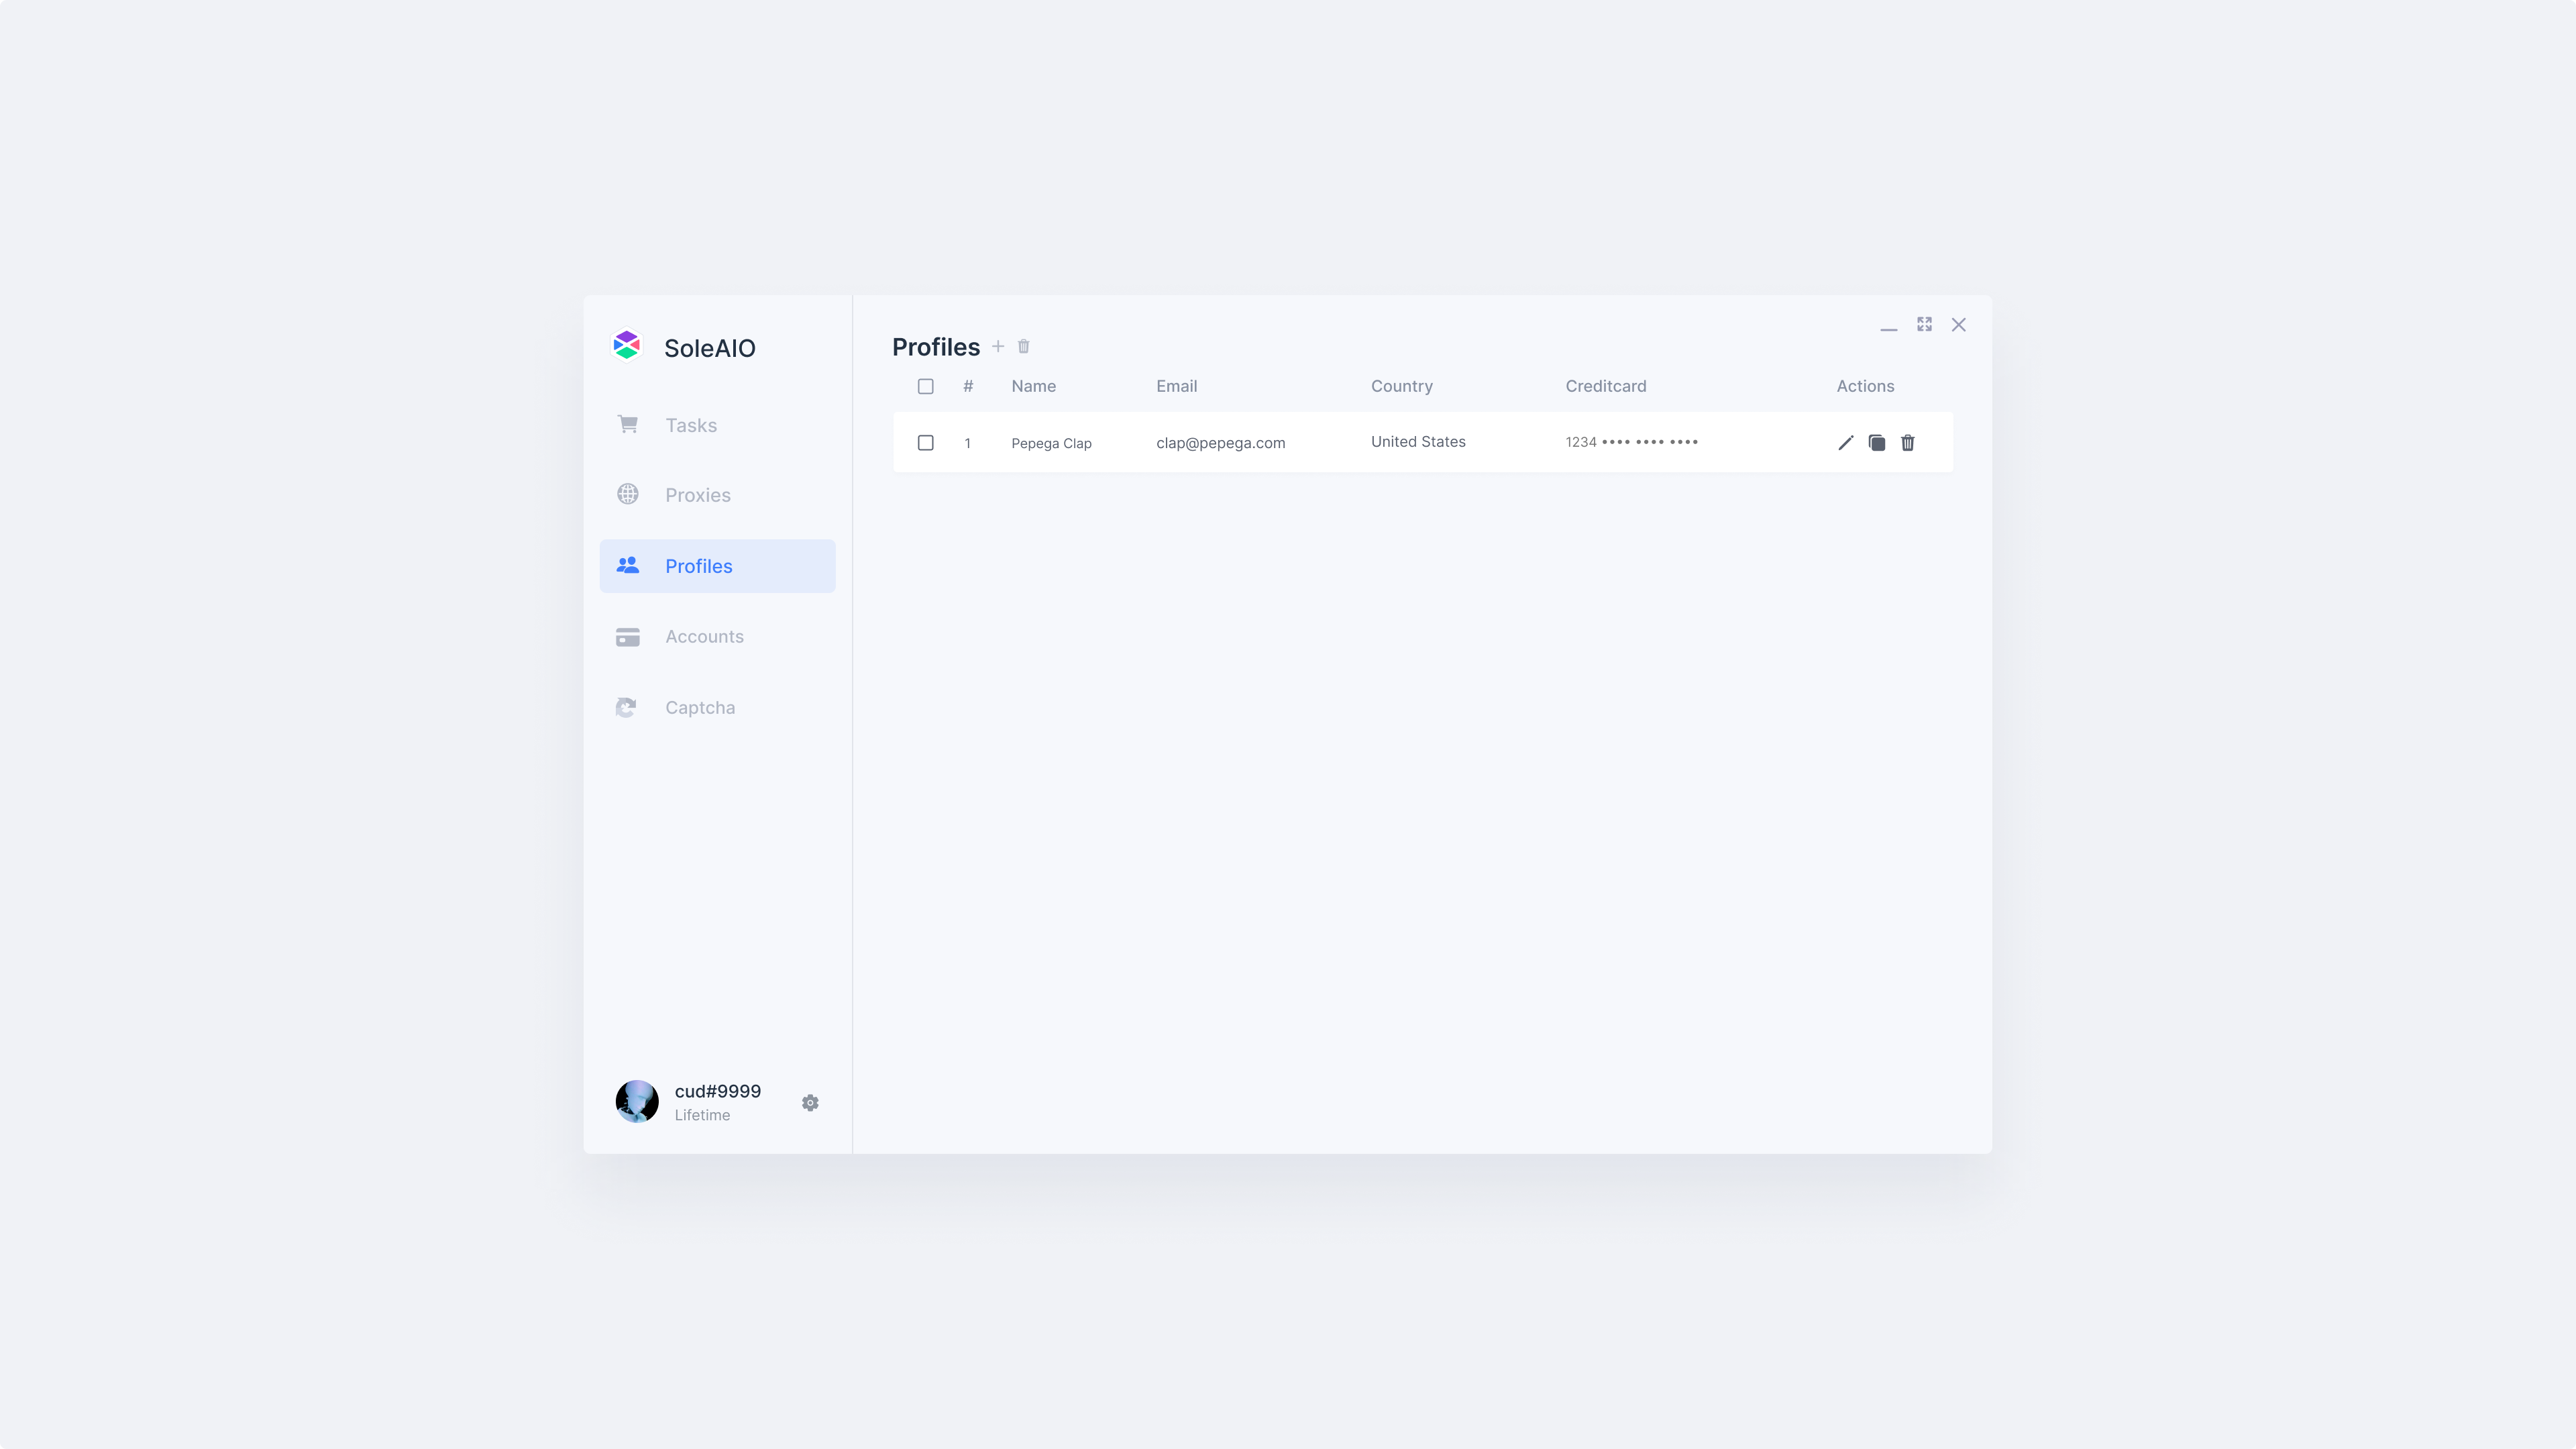 SoleAIO
Tasks
Proxies
Profiles
Accounts
Captcha
cud#9999
Lifetime
Profiles
# Name Email Country Creditcard Actions
1 Pepega Clap clap@pepega.com United States 1234 •••• •••• ••••